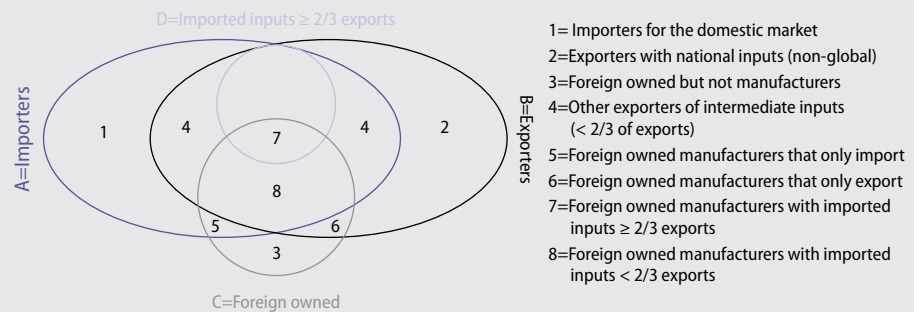 D=Imported inputs ≥ 2/3 exports
A=Importers
1
4
7
4
2
8
5
6
3
B=Exporters
C=Foreign owned
1= Importers for the domestic market
2=Exporters with national inputs (non-global)
3=Foreign owned but not manufacturers
4=Other exporters of intermediate inputs
(< 2/3 of exports)
5=Foreign owned manufacturers that only import
6=Foreign owned manufacturers that only export
7=Foreign owned manufacturers with imported
inputs ≥ 2/3 exports
8=Foreign owned manufacturers with imported
inputs < 2/3 exports